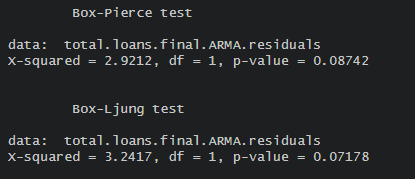 Box-Pierce test
data:  total.loans.final.ARMA.residuals
X-squared = 2.9212, df = 1, p-value = 0.08742
Box-Ljung test
data:  total.loans.final.ARMA.residuals
X-squared = 3.2417, df = 1, p-value = 0.07178